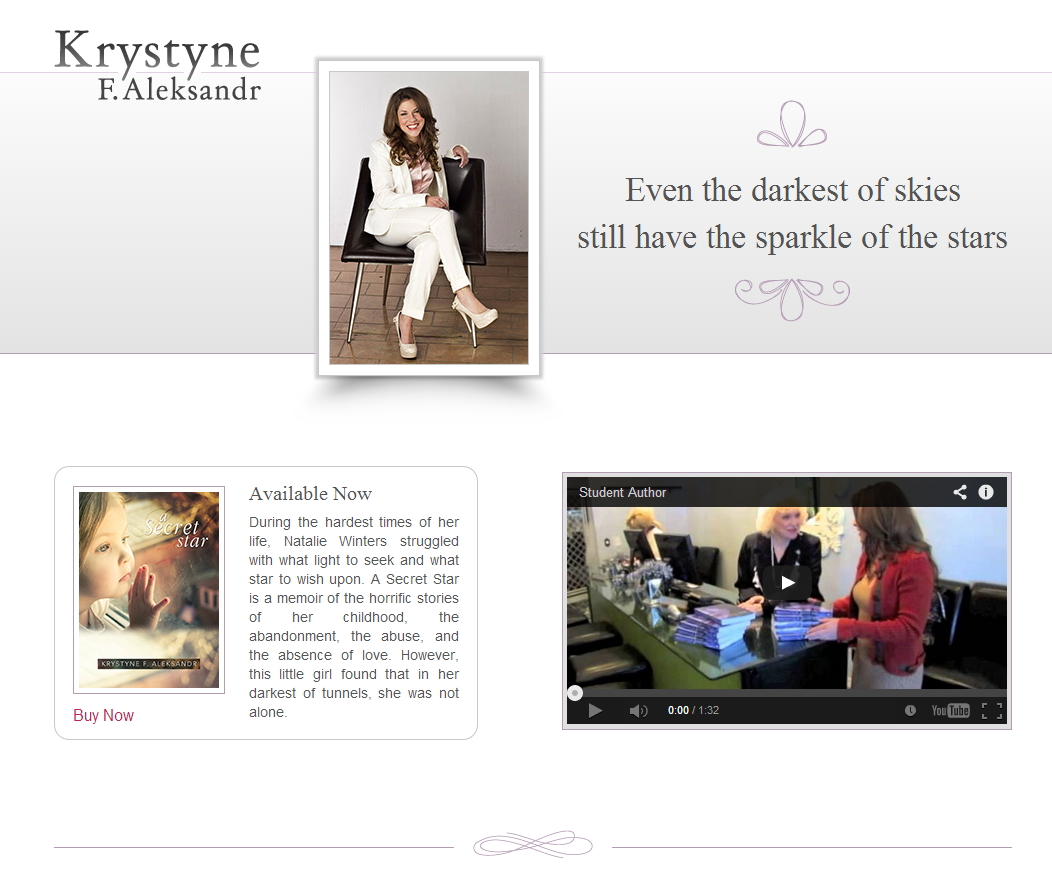 Krystyne
F. Aleksandr
Even the darkest of skies
still have the sparkle of the stars
a
Secret
star
KRYSTYNE F. ALEKSANDR
Buy Now
Available Now
During the hardest times of her
life, Natalie Winters struggled
with what light to seek and what
star to wish upon. A Secret Star
is a memoir of the horrific stories
of her childhood, the
abandonment, the abuse, and
the absence of love. However,
this little girl found that in her
darkest of tunnels, she was not
alone.
Student Author
0:00 / 1:32
YouTube